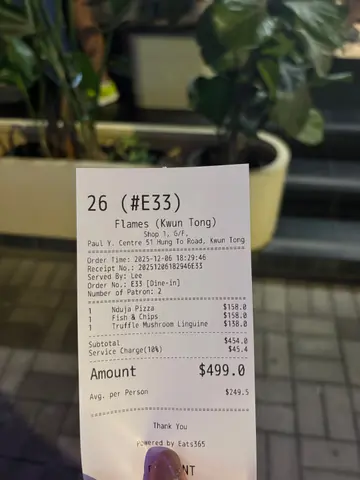 26 (#E33)
Flames (Kwun Tong)
Shop 1, G/F,
Paul Y. Centre 51 Hung To Road, Kwun Tong
Order Time: 2025-12-06 18:29:46
Receipt No.: 20251206182946E33
Served By: Lee
Order No.: E33 [Dine-in]
Number of Patron: 2
1 Nduja Pizza $158.0
1 Fish & Chips $158.0
1 Truffle Mushroom Linguine $138.0
Subtotal $454.0
Service Charge(10%) $45.4
Amount $499.0
Avg. per Person $249.5
Thank You
Powered by Eats365